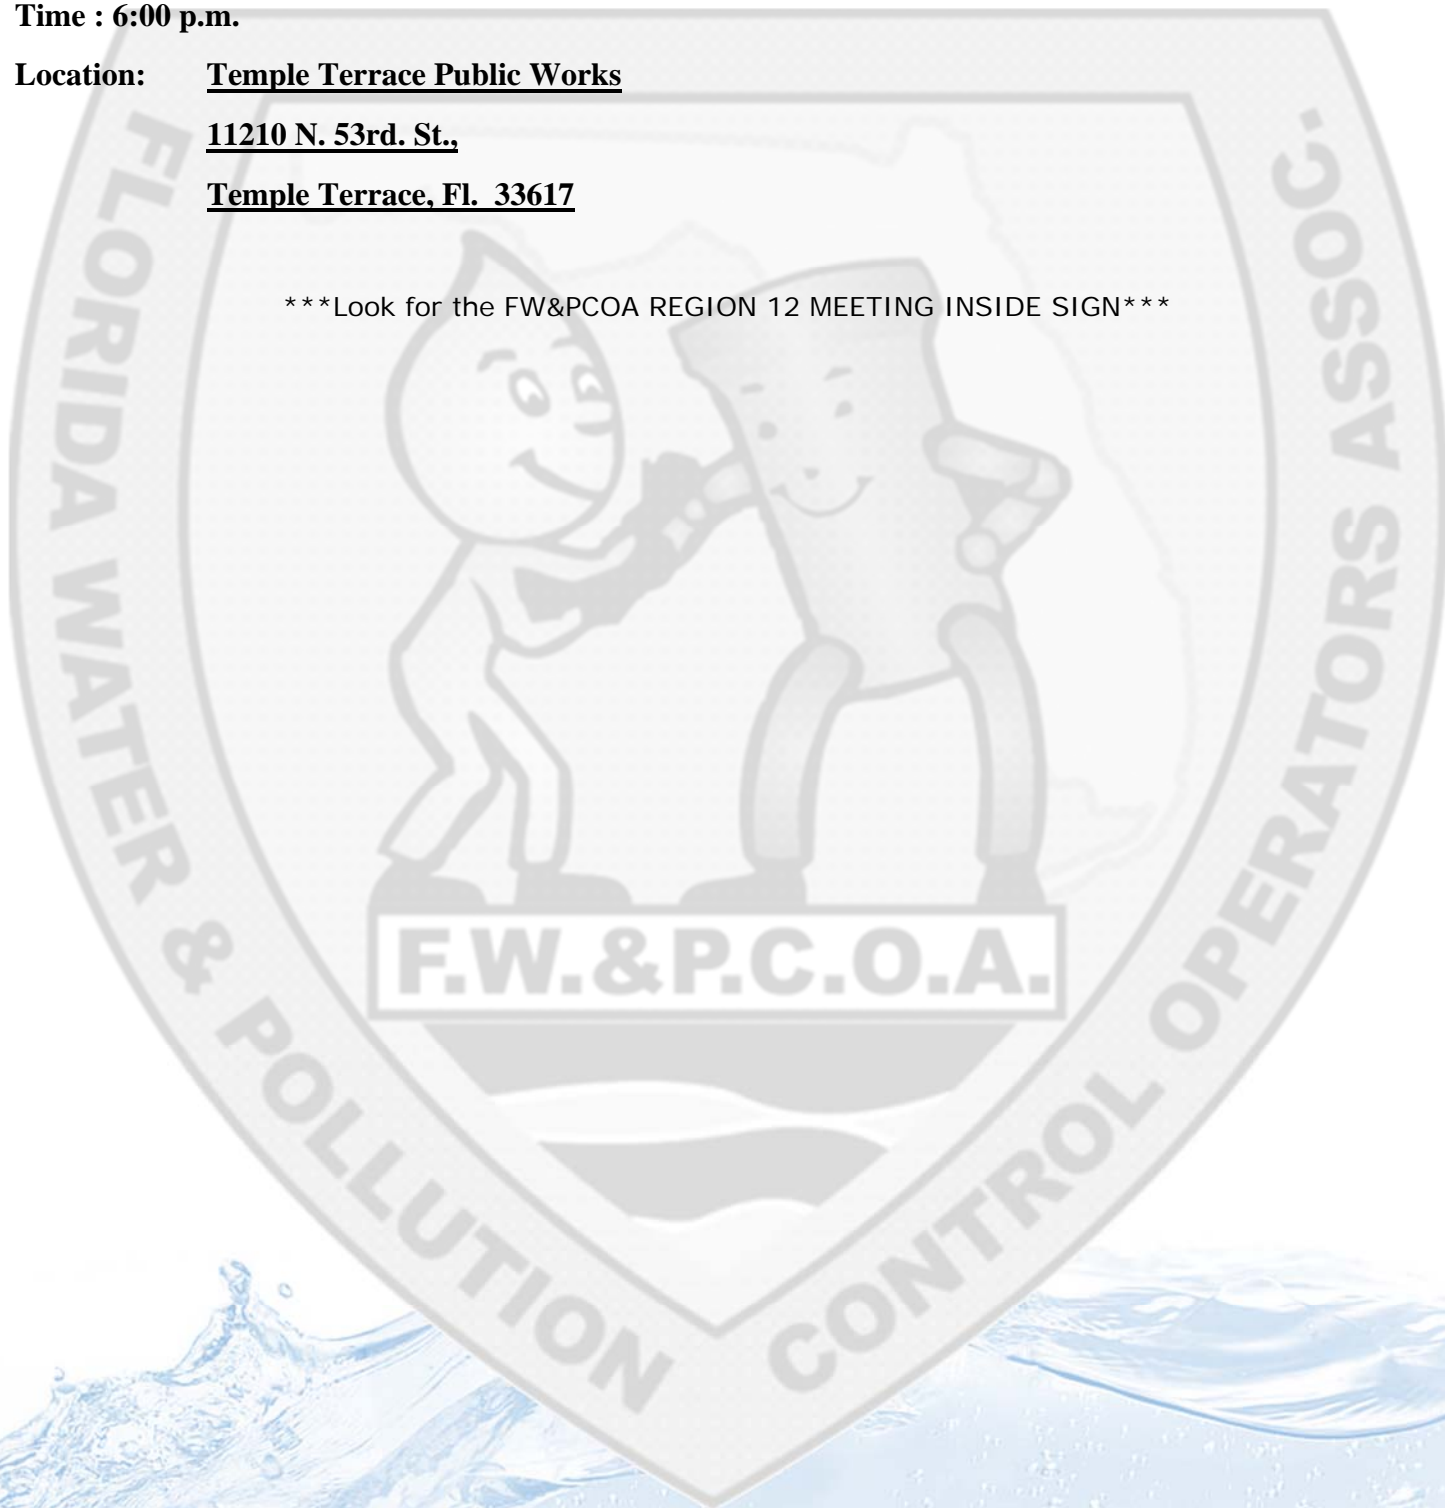 Time : 6:00 p.m.
Location: Temple Terrace Public Works
11210 N. 53rd. St.,
Temple Terrace, Fl. 33617
***Look for the FW&PCOA REGION 12 MEETING INSIDE SIGN***
FLORIDA WATER & POLLUTION CONTROL OPERATORS ASSOC.
F.W.&P.C.O.A.